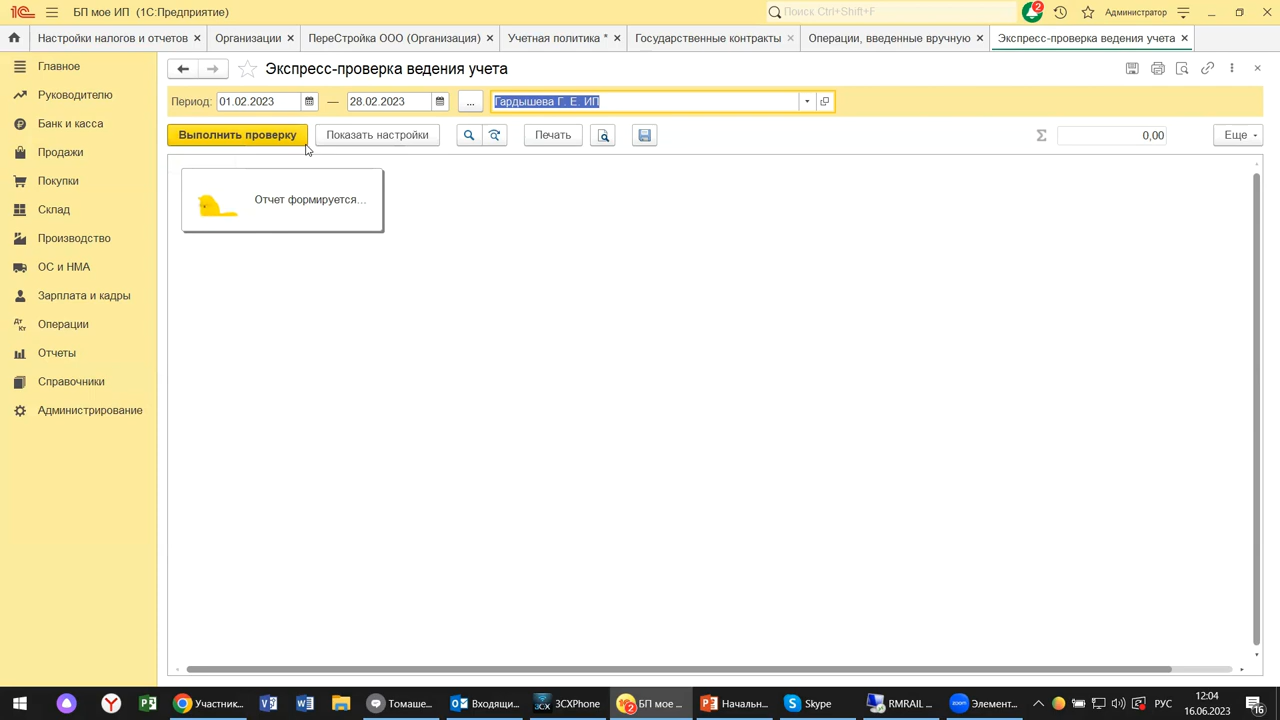 БП мое ИП (1С:Предприятие)
Поиск Ctrl+Shift+F
2
Администратор
Настройки налогов и отчетов ×
Организации ×
ПереСтройка ООО (Организация) ×
Учетная политика * ×
Государственные контракты ×
Операции, введенные вручную ×
Экспресс-проверка ведения учета ×
Главное
Руководителю
Банк и касса
Продажи
Покупки
Склад
Производство
ОС и НМА
Зарплата и кадры
Операции
Отчеты
Справочники
Администрирование
Экспресс-проверка ведения учета
Период: 01.02.2023 — 28.02.2023 ... Гардышева Г. Е. ИП
Выполнить проверку
Показать настройки
Печать
Σ 0,00
Еще
Отчет формируется...
Участник...
Томаше...
Входящи...
3CXPhone
БП мое ...
Начальн...
Skype
RMRAIL ...
Элемент...
РУС
12:04
16.06.2023
16